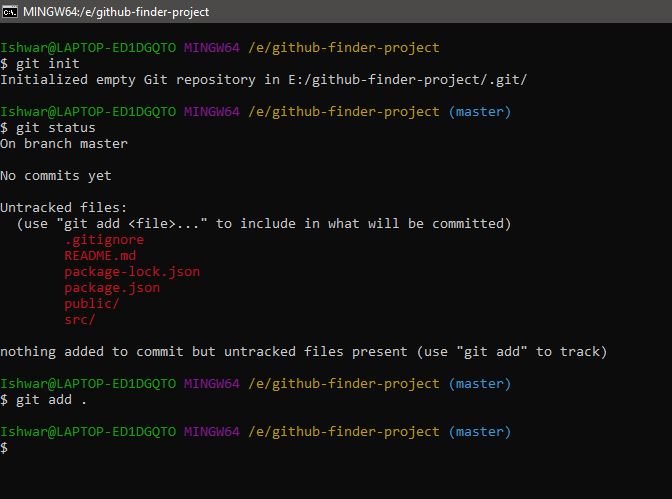 MINGW64:/e/github-finder-project
Ishwar@LAPTOP-ED1DGQTO MINGW64 /e/github-finder-project
$ git init
Initialized empty Git repository in E:/github-finder-project/.git/
Ishwar@LAPTOP-ED1DGQTO MINGW64 /e/github-finder-project (master)
$ git status
On branch master
No commits yet
Untracked files:
(use "git add <file>..." to include in what will be committed)
.gitignore
README.md
package-lock.json
package.json
public/
src/
nothing added to commit but untracked files present (use "git add" to track)
Ishwar@LAPTOP-ED1DGQTO MINGW64 /e/github-finder-project (master)
$ git add .
Ishwar@LAPTOP-ED1DGQTO MINGW64 /e/github-finder-project (master)
$